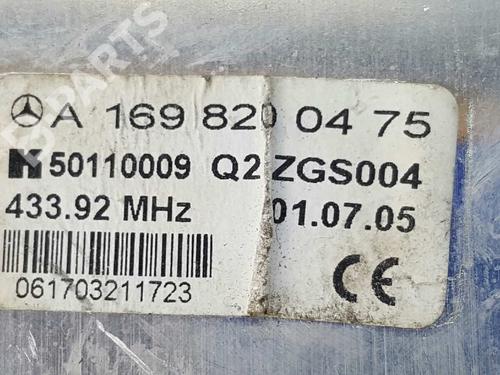 A 169 820 04 75
50110009 Q2 ZGS004
433.92 MHz 01.07.05
061703211723
CE